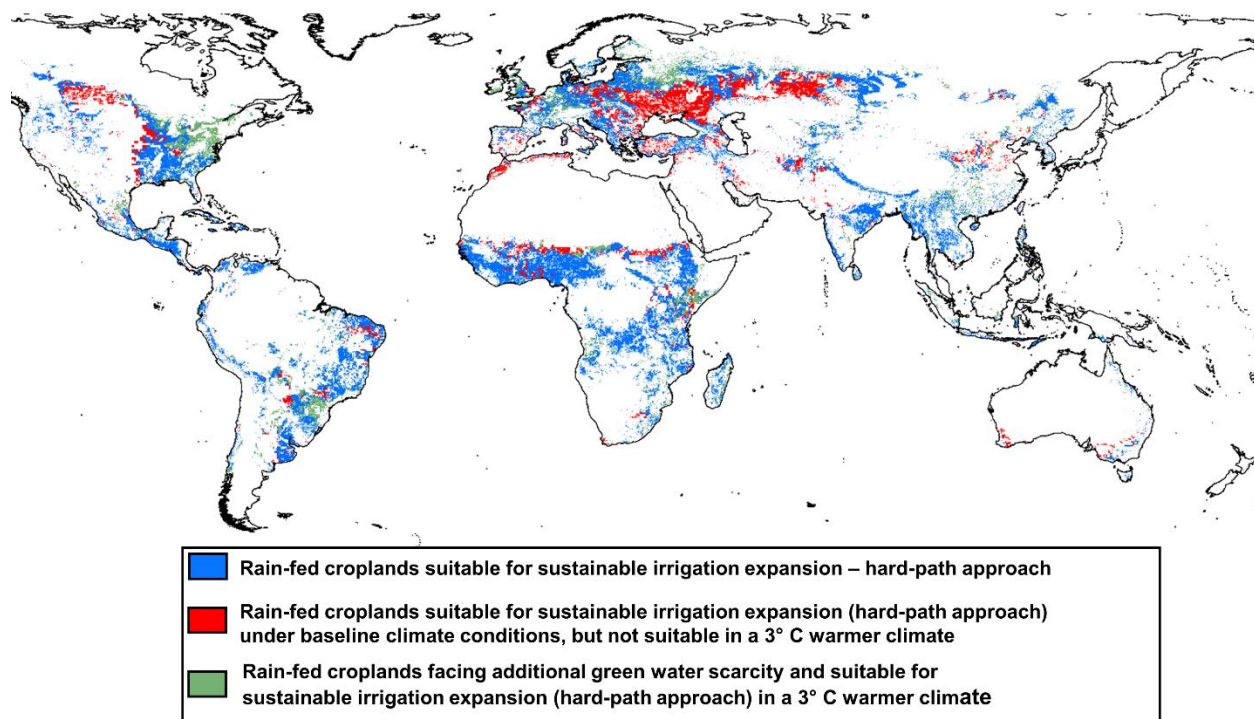 Rain-fed croplands suitable for sustainable irrigation expansion – hard-path approach
Rain-fed croplands suitable for sustainable irrigation expansion (hard-path approach)
under baseline climate conditions, but not suitable in a 3° C warmer climate
Rain-fed croplands facing additional green water scarcity and suitable for
sustainable irrigation expansion (hard-path approach) in a 3° C warmer climate